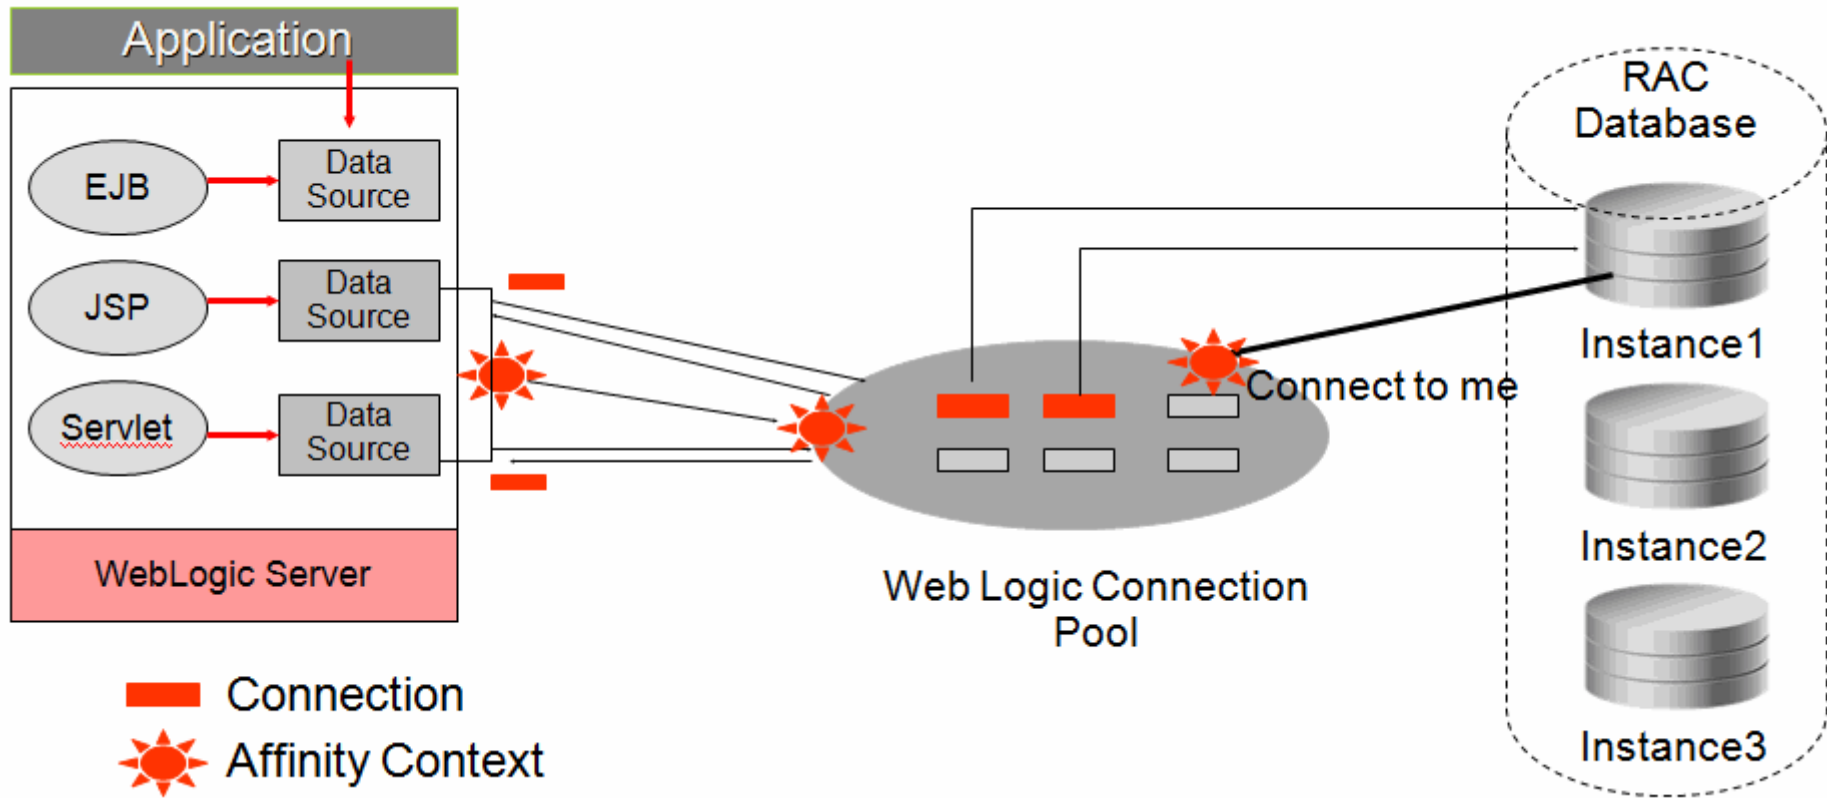 Application
RAC
Database
EJB
Data
Source
JSP
Data
Source
Servlet
Data
Source
WebLogic Server
Connect to me
Instance1
Instance2
Instance3
Web Logic Connection
Pool
Connection
Affinity Context